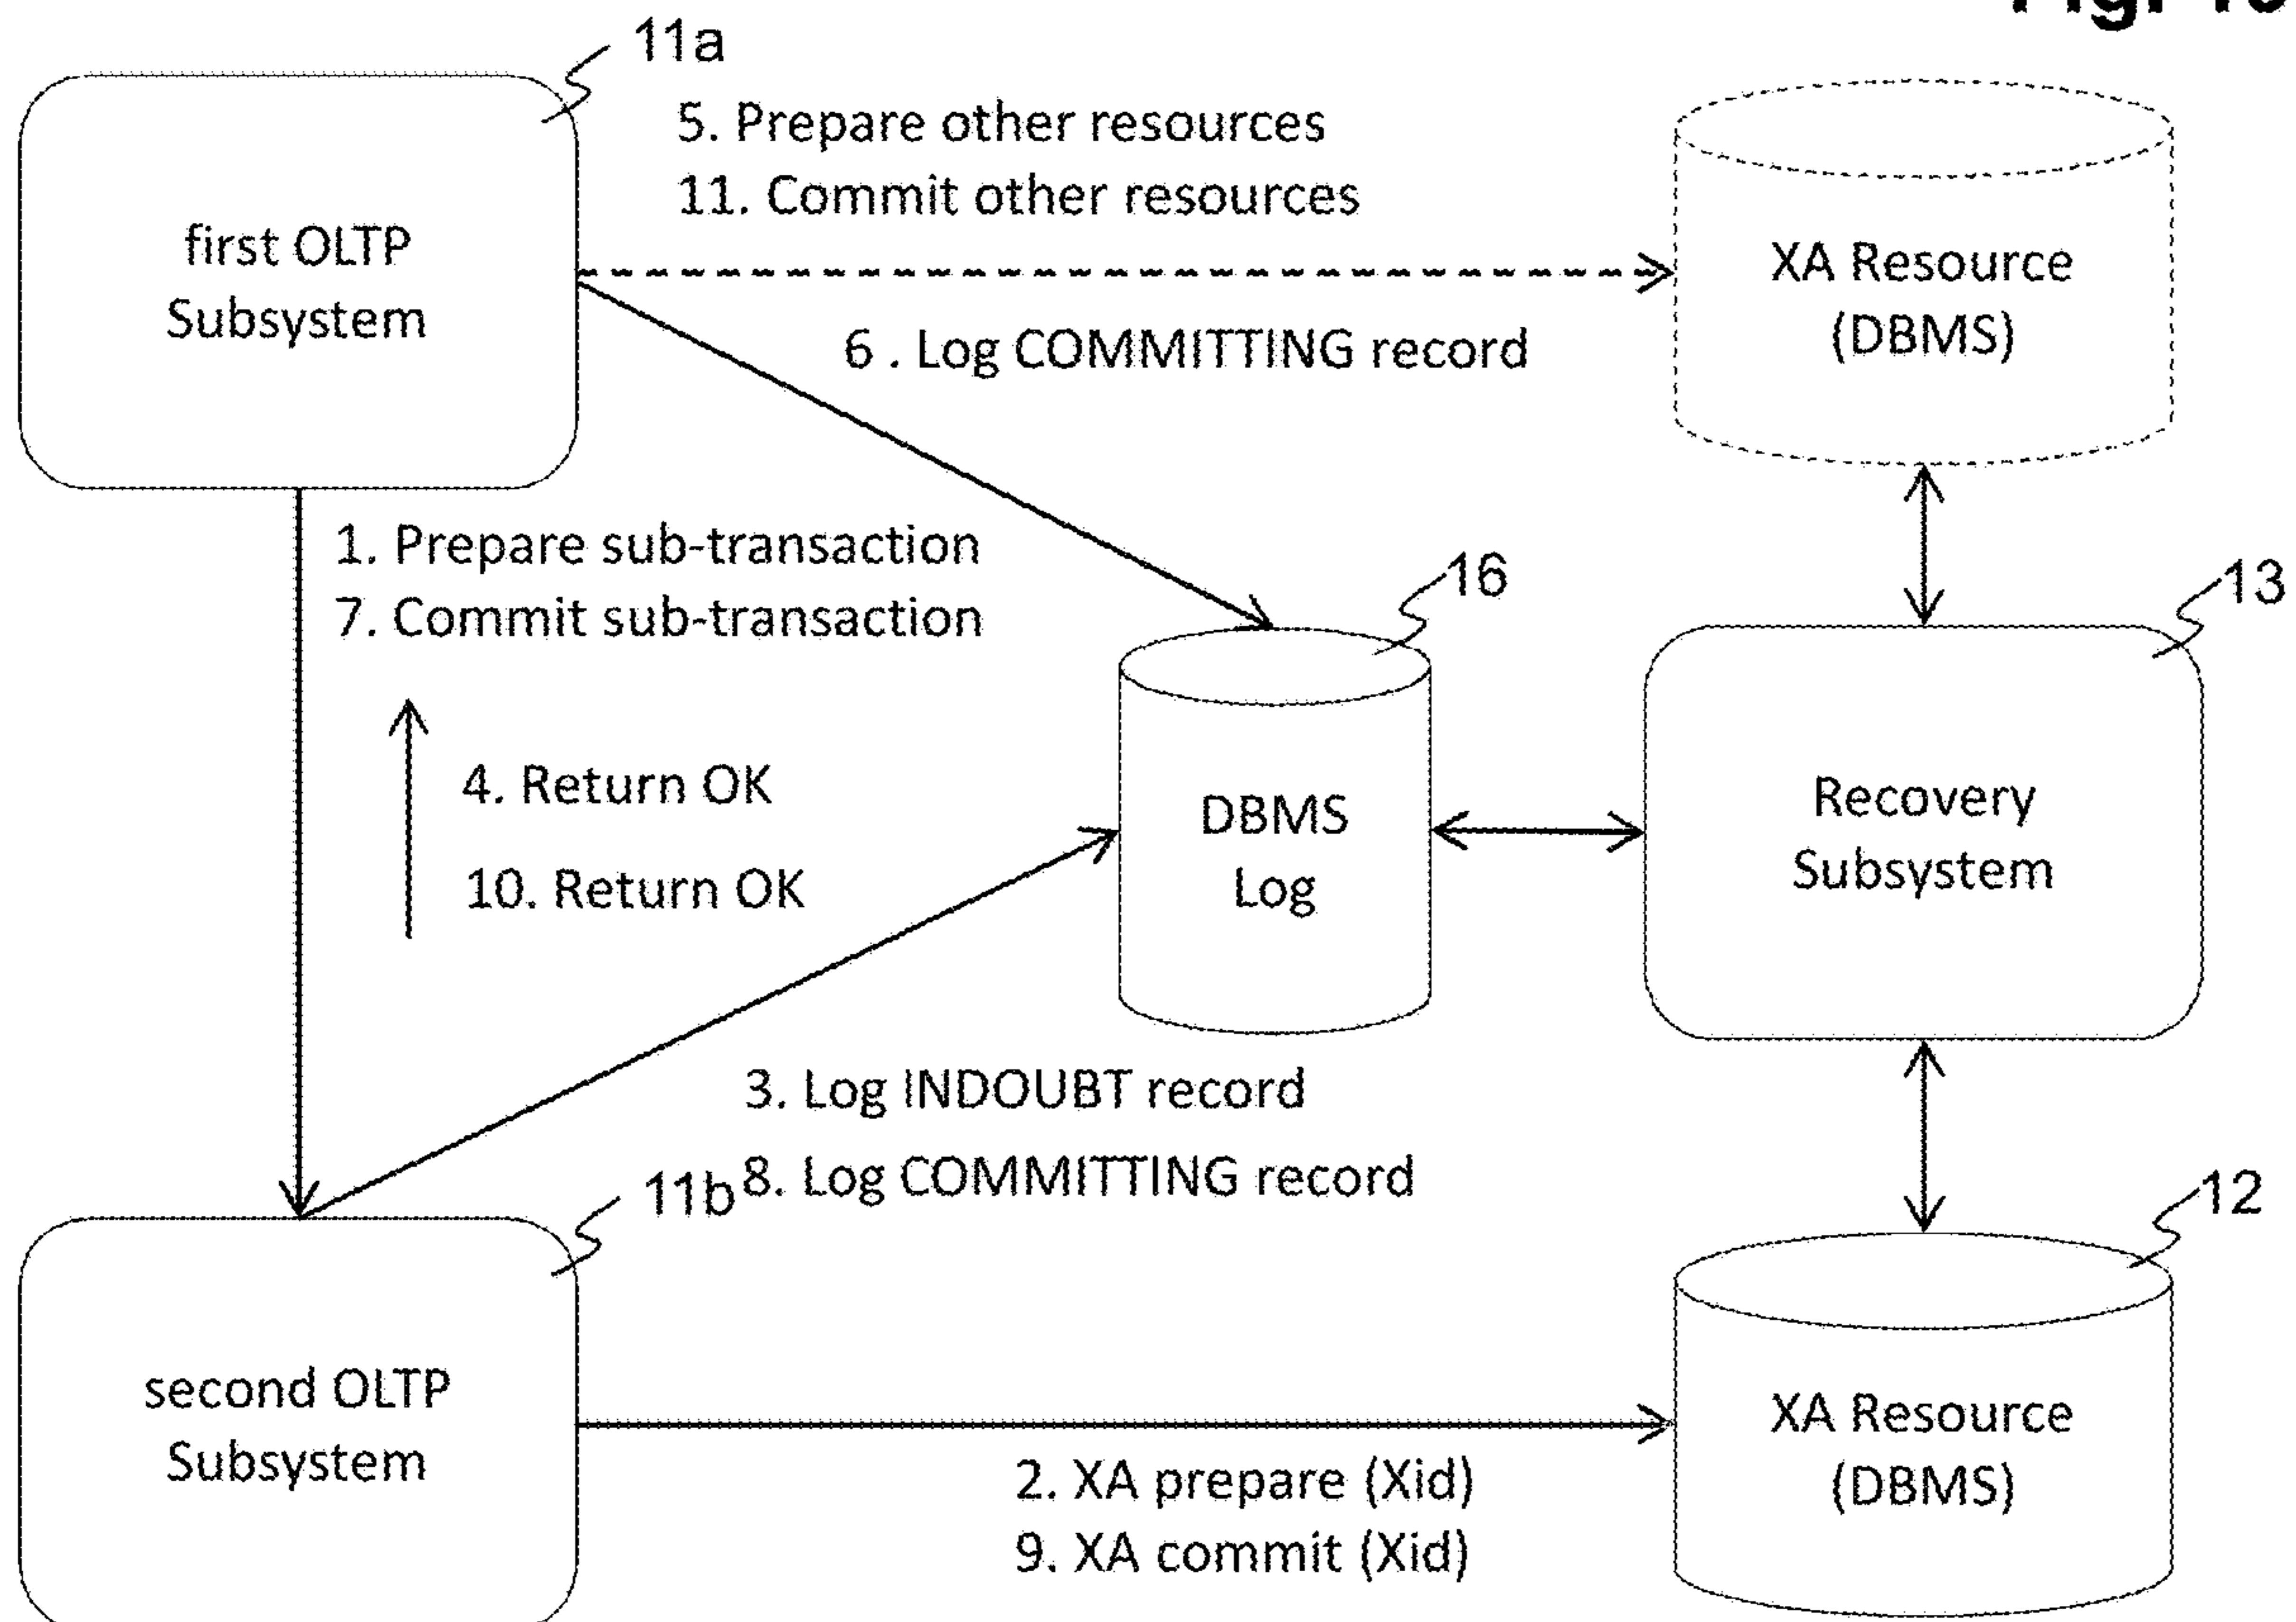 11a
5. Prepare other resources
11. Commit other resources
first OLTP
Subsystem
XA Resource
(DBMS)
6 . Log COMMITTING record
1. Prepare sub-transaction
7. Commit sub-transaction
16
13
4. Return OK
10. Return OK
DBMS
Log
Recovery
Subsystem
3. Log INDOUBT record
8. Log COMMITTING record
11b
12
second OLTP
Subsystem
XA Resource
(DBMS)
2. XA prepare (Xid)
9. XA commit (Xid)